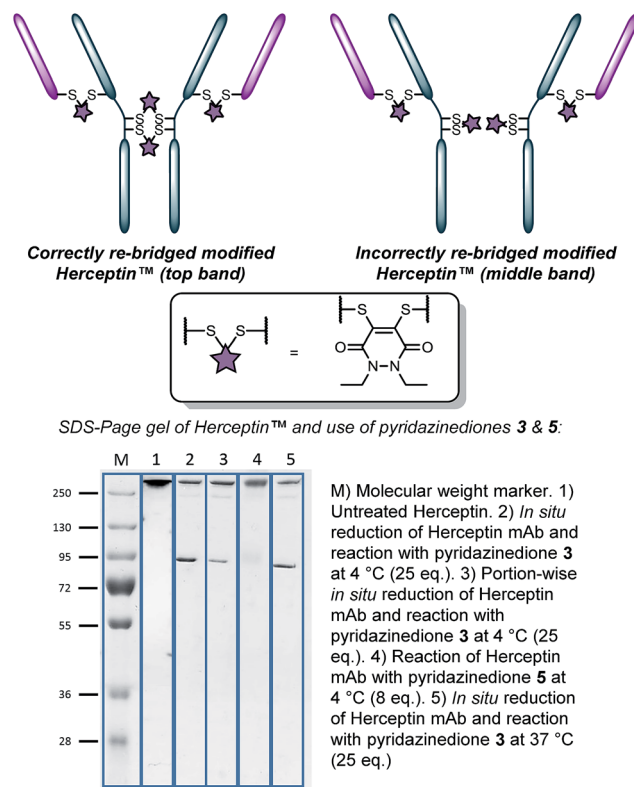 S S S S
S S
S S
Correctly re-bridged modified
Herceptin™ (top band)
S S S S
S S
S S
Incorrectly re-bridged modified
Herceptin™ (middle band)
S S
S S
=
O O
N-N
SDS-Page gel of Herceptin™ and use of pyridazinediones 3 & 5:
M 1 2 3 4 5
250
130
95
72
55
36
28
M) Molecular weight marker. 1)
Untreated Herceptin. 2) In situ
reduction of Herceptin mAb and
reaction with pyridazinedione 3
at 4 °C (25 eq.). 3) Portion-wise
in situ reduction of Herceptin
mAb and reaction with
pyridazinedione 3 at 4 °C (25
eq.). 4) Reaction of Herceptin
mAb with pyridazinedione 5 at
4 °C (8 eq.). 5) In situ reduction
of Herceptin mAb and reaction
with pyridazinedione 3 at 37 °C
(25 eq.)